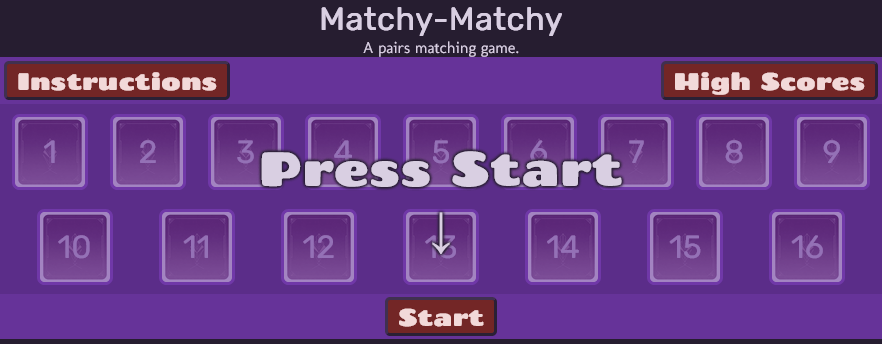 Matchy-Matchy
A pairs matching game.
Instructions
High Scores
1 2 3 4 5 6 7 8 9
Press Start
↓
10 11 12 13 14 15 16
Start